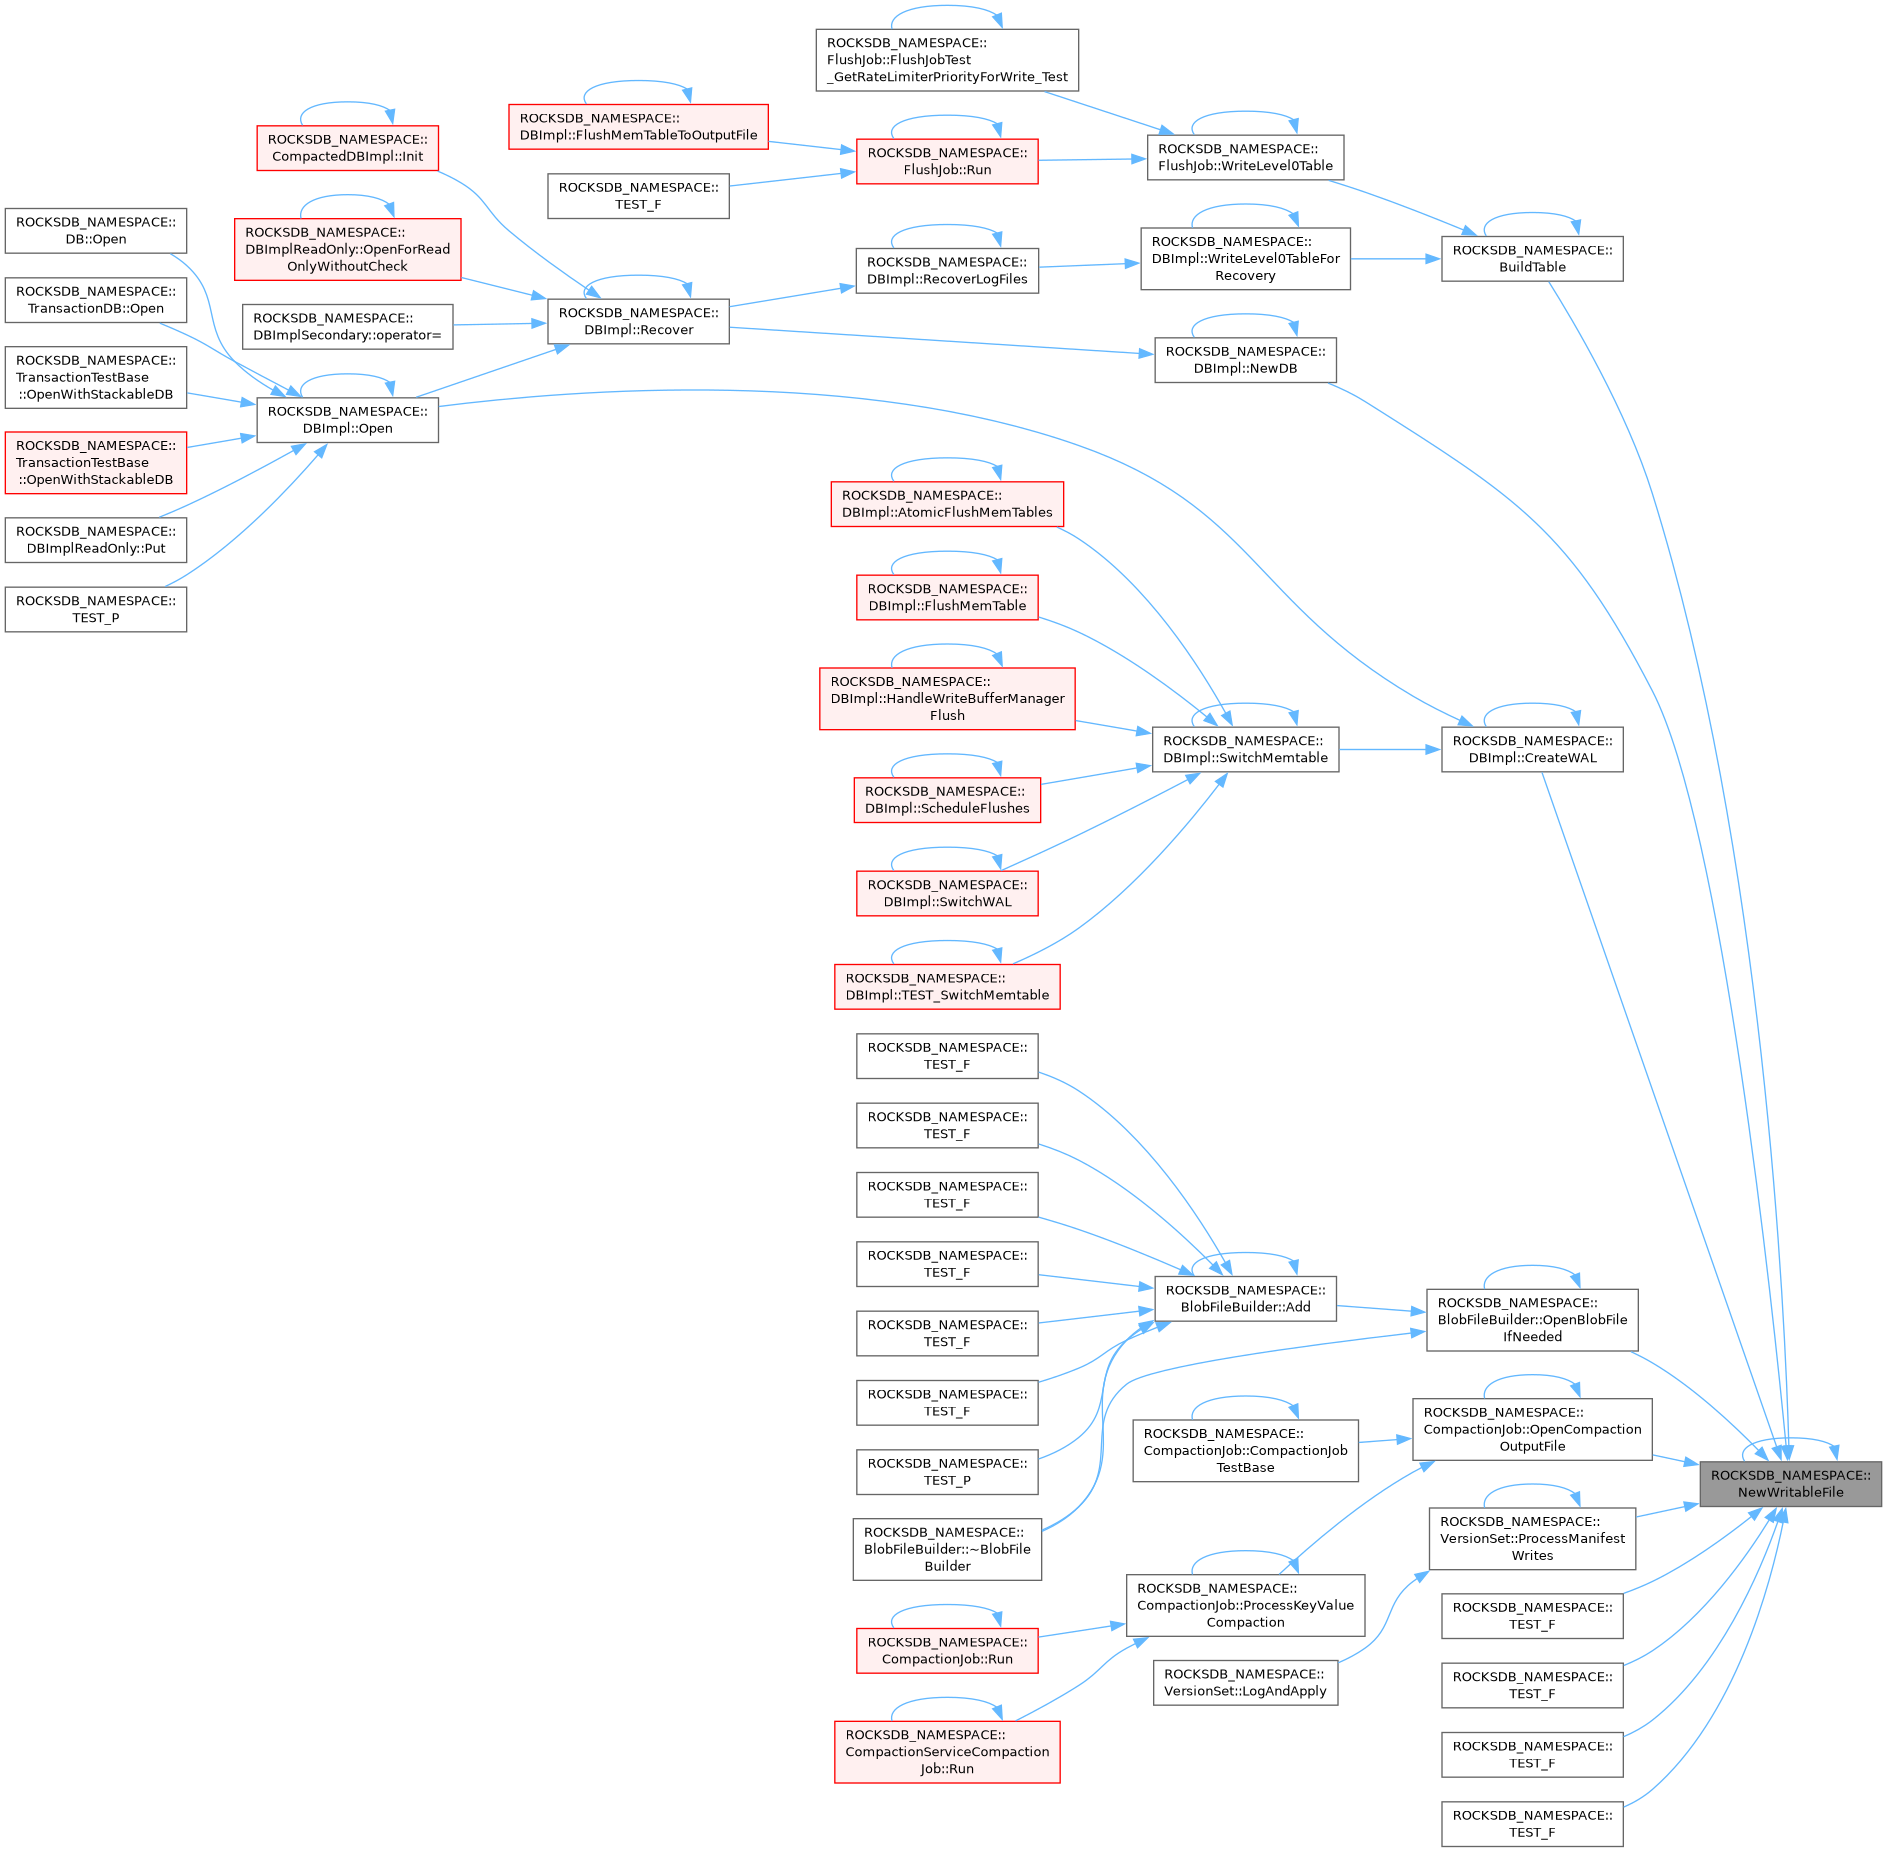 ROCKSDB_NAMESPACE::
DB::Open
ROCKSDB_NAMESPACE::
TransactionDB::Open
ROCKSDB_NAMESPACE::
TransactionTestBase
::OpenWithStackableDB
ROCKSDB_NAMESPACE::
TransactionTestBase
::OpenWithStackableDB
ROCKSDB_NAMESPACE::
DBImplReadOnly::Put
ROCKSDB_NAMESPACE::
TEST_P
ROCKSDB_NAMESPACE::
CompactedDBImpl::Init
ROCKSDB_NAMESPACE::
DBImplReadOnly::OpenForRead
OnlyWithoutCheck
ROCKSDB_NAMESPACE::
DBImplSecondary::operator=
ROCKSDB_NAMESPACE::
DBImpl::Open
ROCKSDB_NAMESPACE::
DBImpl::FlushMemTableToOutputFile
ROCKSDB_NAMESPACE::
TEST_F
ROCKSDB_NAMESPACE::
DBImpl::Recover
ROCKSDB_NAMESPACE::
FlushJob::FlushJobTest
_GetRateLimiterPriorityForWrite_Test
ROCKSDB_NAMESPACE::
FlushJob::Run
ROCKSDB_NAMESPACE::
DBImpl::RecoverLogFiles
ROCKSDB_NAMESPACE::
DBImpl::AtomicFlushMemTables
ROCKSDB_NAMESPACE::
DBImpl::FlushMemTable
ROCKSDB_NAMESPACE::
DBImpl::HandleWriteBufferManager
Flush
ROCKSDB_NAMESPACE::
DBImpl::ScheduleFlushes
ROCKSDB_NAMESPACE::
DBImpl::SwitchWAL
ROCKSDB_NAMESPACE::
DBImpl::TEST_SwitchMemtable
ROCKSDB_NAMESPACE::
TEST_F
ROCKSDB_NAMESPACE::
TEST_F
ROCKSDB_NAMESPACE::
TEST_F
ROCKSDB_NAMESPACE::
TEST_F
ROCKSDB_NAMESPACE::
TEST_F
ROCKSDB_NAMESPACE::
TEST_F
ROCKSDB_NAMESPACE::
TEST_P
ROCKSDB_NAMESPACE::
BlobFileBuilder::~BlobFile
Builder
ROCKSDB_NAMESPACE::
CompactionJob::Run
ROCKSDB_NAMESPACE::
CompactionServiceCompaction
Job::Run
ROCKSDB_NAMESPACE::
FlushJob::WriteLevel0Table
ROCKSDB_NAMESPACE::
DBImpl::WriteLevel0TableFor
Recovery
ROCKSDB_NAMESPACE::
DBImpl::NewDB
ROCKSDB_NAMESPACE::
DBImpl::SwitchMemtable
ROCKSDB_NAMESPACE::
BlobFileBuilder::Add
ROCKSDB_NAMESPACE::
CompactionJob::CompactionJob
TestBase
ROCKSDB_NAMESPACE::
CompactionJob::ProcessKeyValue
Compaction
ROCKSDB_NAMESPACE::
VersionSet::LogAndApply
ROCKSDB_NAMESPACE::
BuildTable
ROCKSDB_NAMESPACE::
DBImpl::CreateWAL
ROCKSDB_NAMESPACE::
BlobFileBuilder::OpenBlobFile
IfNeeded
ROCKSDB_NAMESPACE::
CompactionJob::OpenCompaction
OutputFile
ROCKSDB_NAMESPACE::
VersionSet::ProcessManifest
Writes
ROCKSDB_NAMESPACE::
TEST_F
ROCKSDB_NAMESPACE::
TEST_F
ROCKSDB_NAMESPACE::
TEST_F
ROCKSDB_NAMESPACE::
TEST_F
ROCKSDB_NAMESPACE::
NewWritableFile